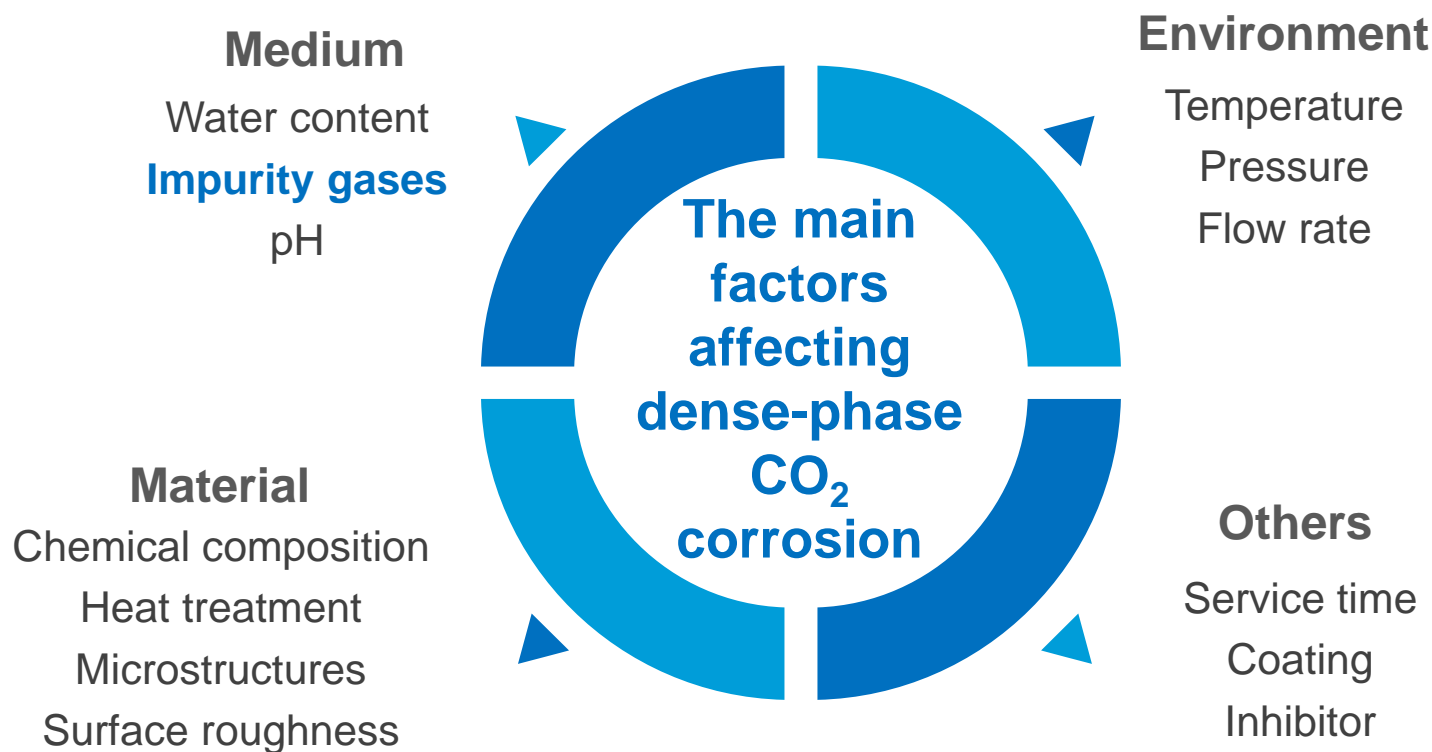 Medium
Water content
Impurity gases
pH
Environment
Temperature
Pressure
Flow rate
The main
factors
affecting
dense-phase
CO₂
corrosion
Material
Chemical composition
Heat treatment
Microstructures
Surface roughness
Others
Service time
Coating
Inhibitor